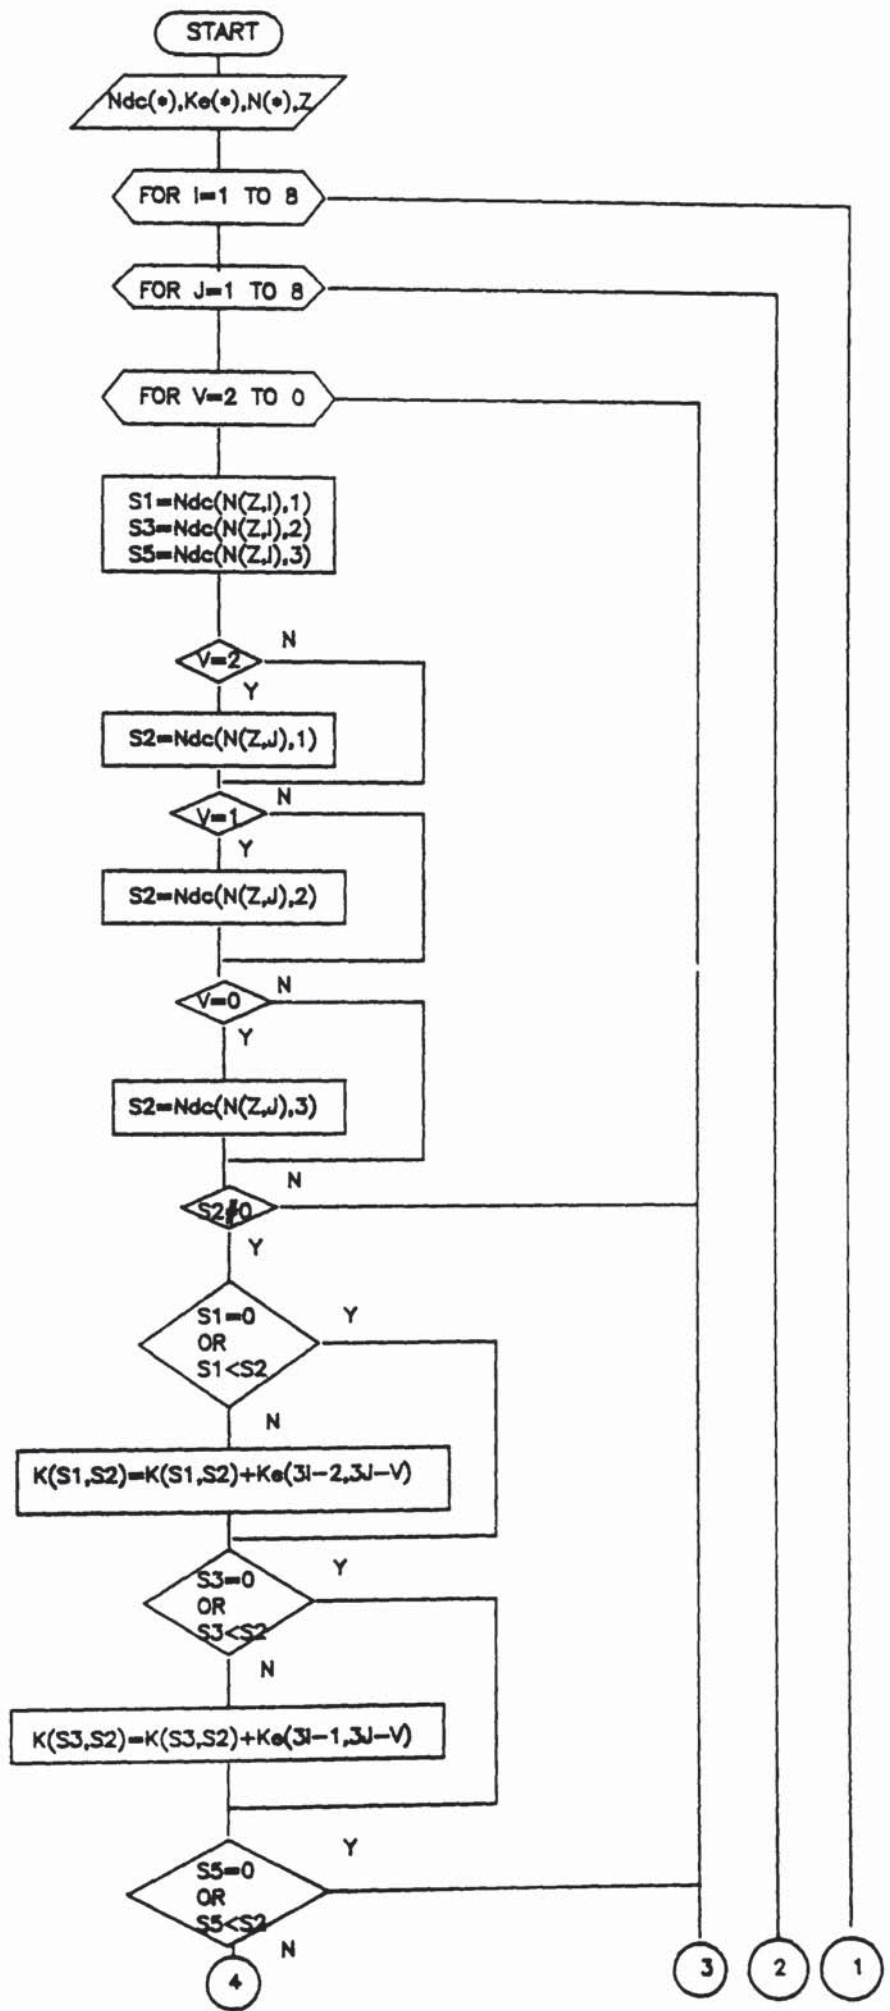 START
Ndc(*),Ke(*),N(*),Z
FOR I=1 TO 8
FOR J=1 TO 8
FOR V=2 TO 0
S1=Ndc(N(Z,I),1)
S3=Ndc(N(Z,I),2)
S5=Ndc(N(Z,I),3)
N
V=2
Y
S2=Ndc(N(Z,J),1)
N
V=1
Y
S2=Ndc(N(Z,J),2)
N
V=0
Y
S2=Ndc(N(Z,J),3)
N
S2≠0
Y
S1=0
OR
S1<S2
Y
N
K(S1,S2)=K(S1,S2)+Ke(3I-2,3J-V)
Y
S3=0
OR
S3<S2
N
K(S3,S2)=K(S3,S2)+Ke(3I-1,3J-V)
Y
S5=0
OR
S5<S2
N
4
3
2
1